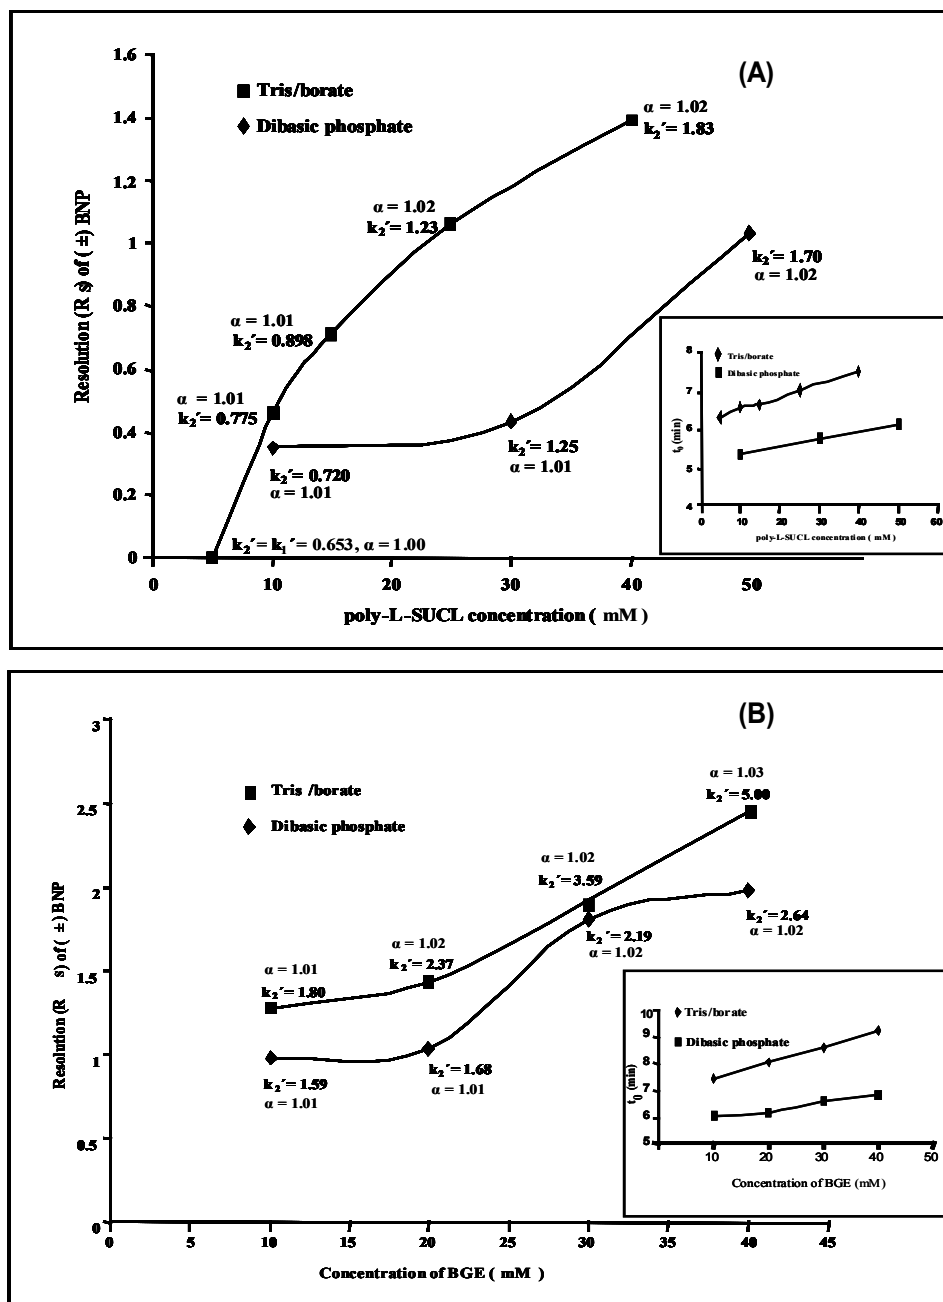 (A)
1.6
1.4
1.2
1
0.8
0.6
0.4
0.2
0
Resolution (R s) of (±) BNP
Tris/borate
Dibasic phosphate
α = 1.02
k₂´= 1.83
α = 1.02
k₂´= 1.23
α = 1.01
k₂´= 0.898
α = 1.01
k₂´= 0.775
k₂´= 1.70
α = 1.02
k₂´= 1.25
α = 1.01
k₂´= 0.720
α = 1.01
k₂´= k₁´= 0.653, α = 1.00
0 10 20 30 40 50
poly-L-SUCL concentration ( mM)
8
7
6
5
4
t₀ (min)
Tris/borate
Dibasic phosphate
0 10 20 30 40 50 60
poly-L-SUCL concentration ( mM)
(B)
3
2.5
2
1.5
1
0.5
0
Resolution (R s) of ( ±) BNP
Tris /borate
Dibasic phosphate
α = 1.03
k₂´= 5.00
α = 1.02
k₂´= 3.59
α = 1.02
k₂´= 2.37
α = 1.01
k₂´= 1.80
k₂´= 2.64
α = 1.02
k₂´= 2.19
α = 1.02
k₂´= 1.68
α = 1.01
k₂´= 1.59
α = 1.01
0 5 10 15 20 25 30 35 40 45
Concentration of BGE ( mM )
10
9
8
7
6
5
t₀ (min)
Tris/borate
Dibasic phosphate
10 20 30 40 50
Concentration of BGE (mM)